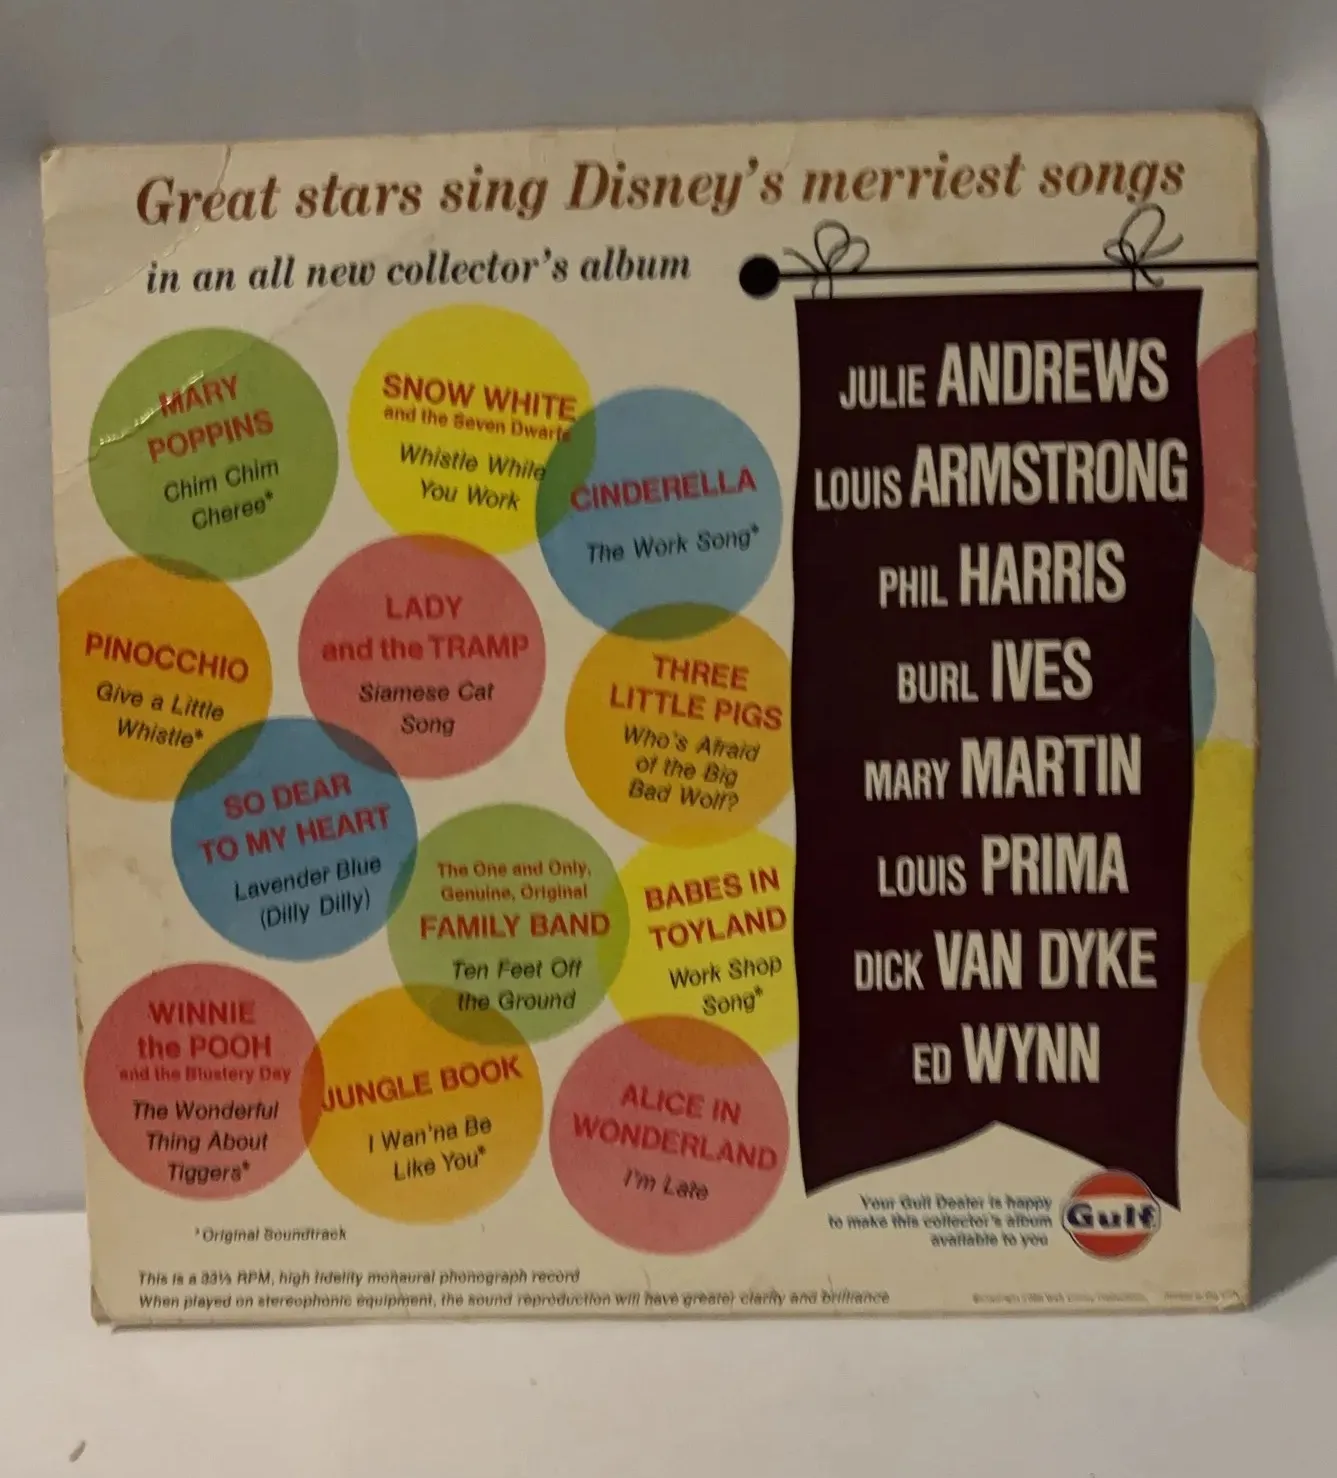 Great stars sing Disney's merriest songs
in an all new collector's album
MARY
POPPINS
Chim Chim
Cheree*
SNOW WHITE
and the Seven Dwarfs
Whistle While
You Work
CINDERELLA
The Work Song*
PINOCCHIO
Give a Little
Whistle*
LADY
and the TRAMP
Siamese Cat
Song
THREE
LITTLE PIGS
Who's Afraid
of the Big
Bad Wolf?
SO DEAR
TO MY HEART
Lavender Blue
(Dilly Dilly)
The One and Only,
Genuine, Original
FAMILY BAND
Ten Feet Off
the Ground
BABES IN
TOYLAND
Work Shop
Song*
WINNIE
the POOH
and the Blustery Day
The Wonderful
Thing About
Tiggers*
JUNGLE BOOK
I Wan'na Be
Like You*
ALICE IN
WONDERLAND
I'm Late
*Original Soundtrack
This is a 33⅓ RPM, high fidelity monaural phonograph record
When played on stereophonic equipment, the sound reproduction will have greater clarity and brilliance
JULIE ANDREWS
LOUIS ARMSTRONG
PHIL HARRIS
BURL IVES
MARY MARTIN
LOUIS PRIMA
DICK VAN DYKE
ED WYNN
Your Gulf Dealer is happy
to make this collector's album
available to you
Gulf